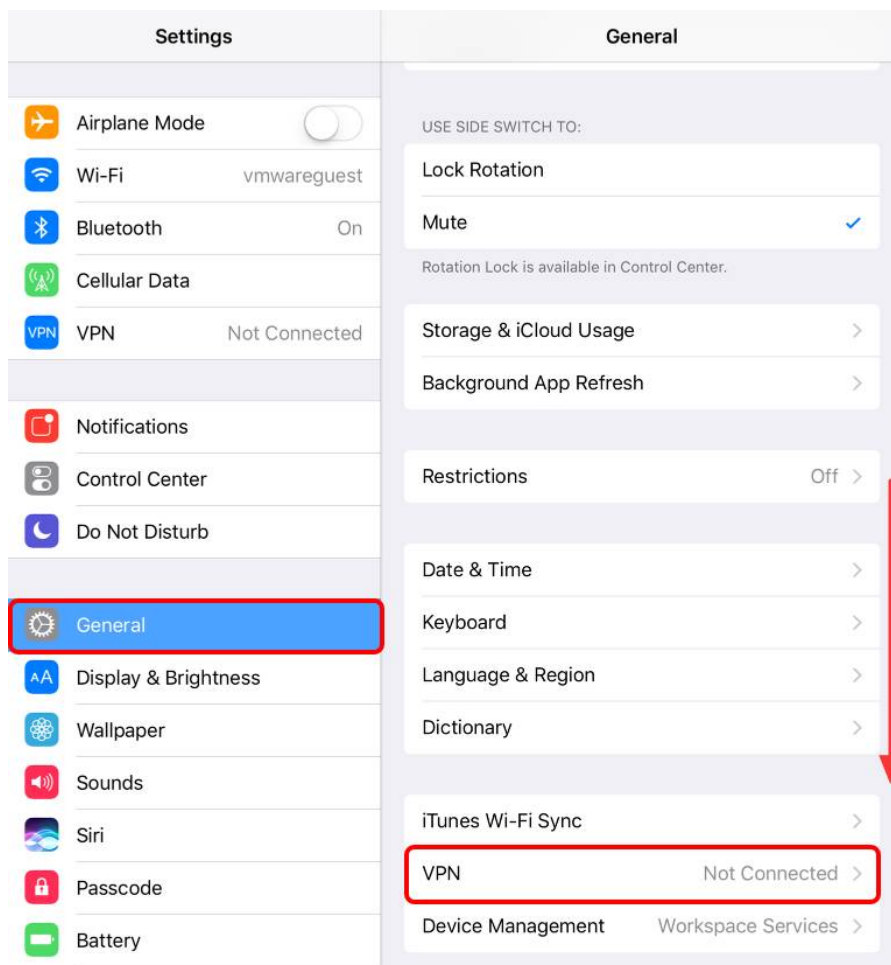 Settings
Airplane Mode
Wi-Fi vmwareguest
Bluetooth On
Cellular Data
VPN VPN Not Connected
Notifications
Control Center
Do Not Disturb
General
AA Display & Brightness
Wallpaper
Sounds
Siri
Passcode
Battery
General
USE SIDE SWITCH TO:
Lock Rotation
Mute
Rotation Lock is available in Control Center.
Storage & iCloud Usage
Background App Refresh
Restrictions Off
Date & Time
Keyboard
Language & Region
Dictionary
iTunes Wi-Fi Sync
VPN Not Connected
Device Management Workspace Services